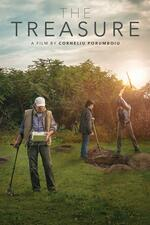 THE
TREASURE
A FILM BY CORNELIU PORUMBOIU